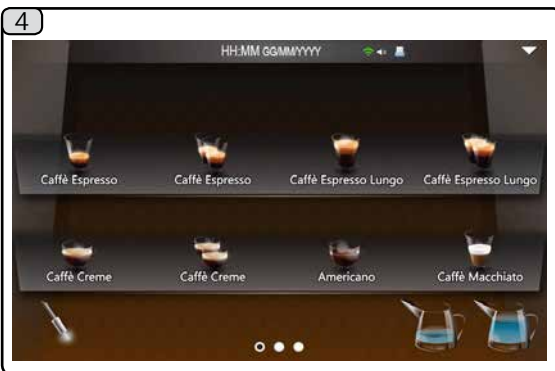 4
HH:MM GG/MM/YYYY
Caffè Espresso Caffè Espresso Caffè Espresso Lungo Caffè Espresso Lungo
Caffè Creme Caffè Creme Americano Caffè Macchiato